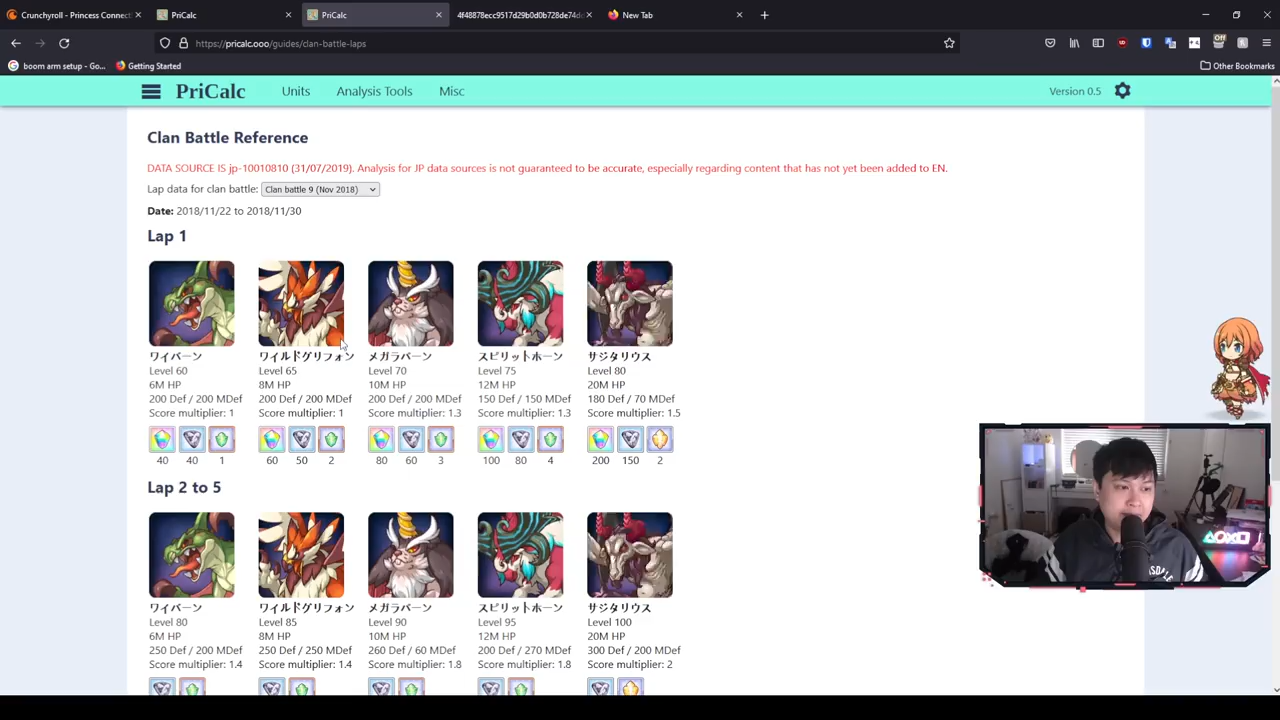 Crunchyroll - Princess Connect
PriCalc
PriCalc
4f48878ecc9517d29b0d0b728de74d
New Tab
https://pricalc.ooo/guides/clan-battle-laps
Off
boom arm setup - Go...
Getting Started
Other Bookmarks
PriCalc
Units
Analysis Tools
Misc
Version 0.5
Clan Battle Reference
DATA SOURCE IS jp-10010810 (31/07/2019). Analysis for JP data sources is not guaranteed to be accurate, especially regarding content that has not yet been added to EN.
Lap data for clan battle: Clan battle 9 (Nov 2018)
Date: 2018/11/22 to 2018/11/30
Lap 1
ワイバーン ワイルドグリフォン メガラバーン スピリットホーン サジタリウス
Level 60 Level 65 Level 70 Level 75 Level 80
6M HP 8M HP 10M HP 12M HP 20M HP
200 Def / 200 MDef 200 Def / 200 MDef 200 Def / 200 MDef 150 Def / 150 MDef 180 Def / 70 MDef
Score multiplier: 1 Score multiplier: 1 Score multiplier: 1.3 Score multiplier: 1.3 Score multiplier: 1.5
40 40 1 60 50 2 80 60 3 100 80 4 200 150 2
Lap 2 to 5
ワイバーン ワイルドグリフォン メガラバーン スピリットホーン サジタリウス
Level 80 Level 85 Level 90 Level 95 Level 100
6M HP 8M HP 10M HP 12M HP 20M HP
250 Def / 200 MDef 250 Def / 250 MDef 260 Def / 60 MDef 200 Def / 270 MDef 300 Def / 200 MDef
Score multiplier: 1.4 Score multiplier: 1.4 Score multiplier: 1.8 Score multiplier: 1.8 Score multiplier: 2